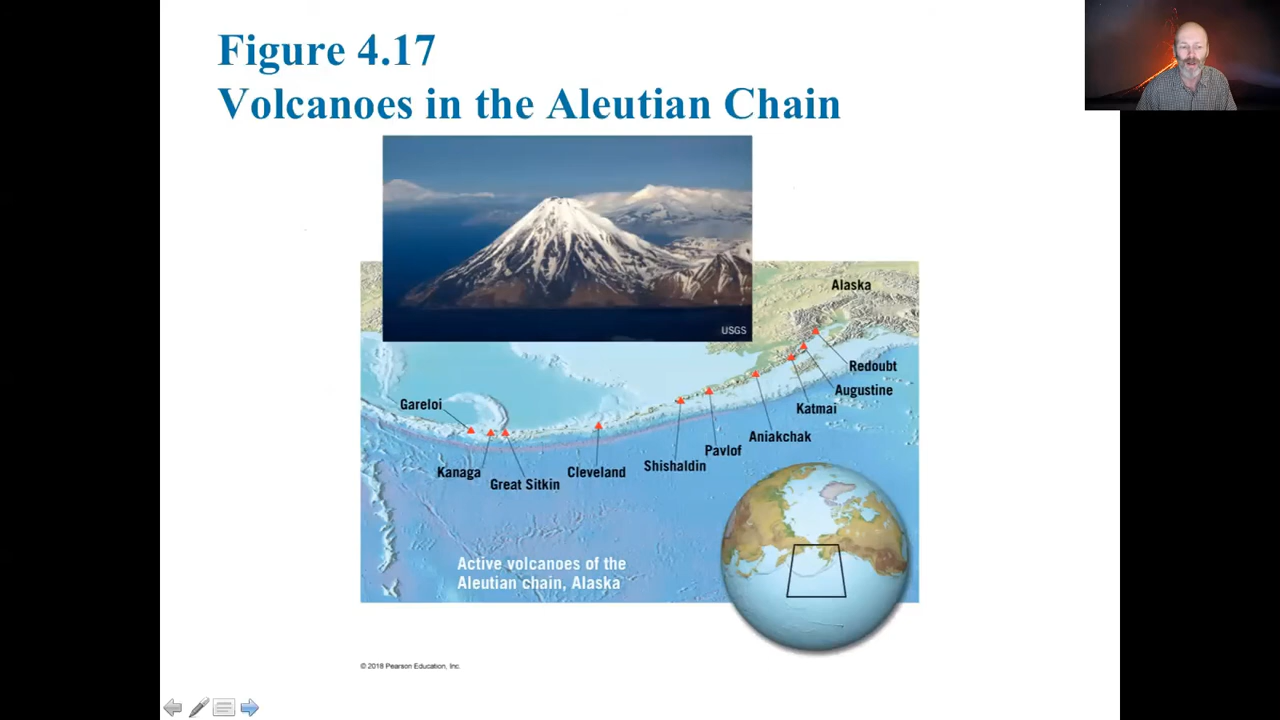 Figure 4.17
Volcanoes in the Aleutian Chain
USGS
Alaska
Redoubt
Augustine
Katmai
Aniakchak
Pavlof
Shishaldin
Cleveland
Great Sitkin
Kanaga
Gareloi
Active volcanoes of the
Aleutian chain, Alaska
© 2018 Pearson Education, Inc.